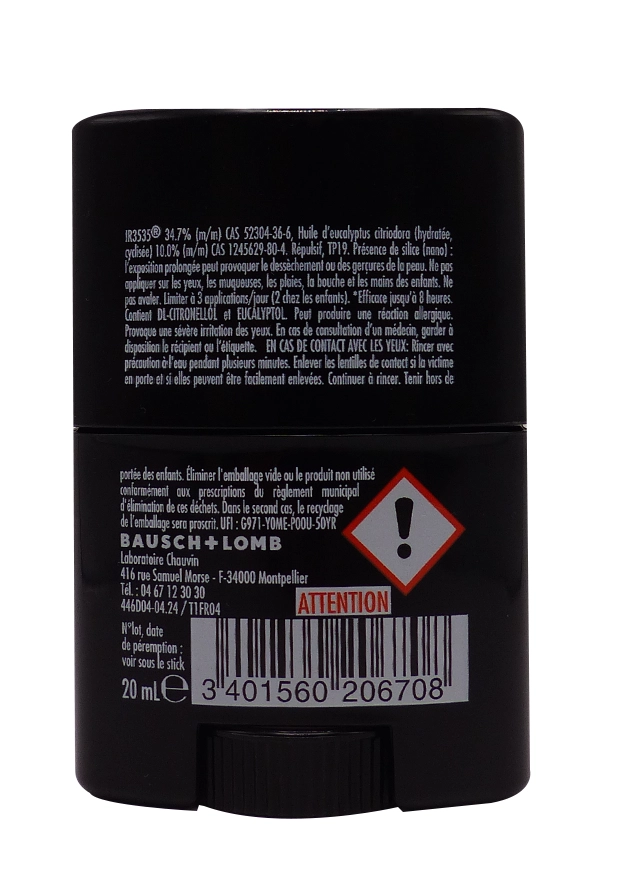 IR3535® 34.7% (m/m) CAS 52304-36-6, Huile d'eucalyptus citriodora (hydratée,
cyclisée) 10.0% (m/m) CAS 1245629-80-4. Répulsif, TP19. Présence de silice (nano) :
l'exposition prolongée peut provoquer le dessèchement ou des gerçures de la peau. Ne pas
appliquer sur les yeux, les muqueuses, les plaies, la bouche et les mains des enfants. Ne
pas avaler. Limiter à 3 applications/jour (2 chez les enfants). *Efficace jusqu'à 8 heures.
Contient DL-CITRONELLOL et EUCALYPTOL. Peut produire une réaction allergique.
Provoque une sévère irritation des yeux. En cas de consultation d'un médecin, garder à
disposition le récipient ou l'étiquette. EN CAS DE CONTACT AVEC LES YEUX: Rincer avec
précaution à l'eau pendant plusieurs minutes. Enlever les lentilles de contact si la victime
en porte et si elles peuvent être facilement enlevées. Continuer à rincer. Tenir hors de
portée des enfants. Éliminer l'emballage vide ou le produit non utilisé
conformément aux prescriptions du règlement municipal
d'élimination de ces déchets. Dans le second cas, le recyclage
de l'emballage sera proscrit. UFI : G971-Y0ME-P00U-50YR
BAUSCH+LOMB
Laboratoire Chauvin
416 rue Samuel Morse - F-34000 Montpellier
Tél. : 04 67 12 30 30
446D04-04.24 / T1FR04
ATTENTION
N°lot, date
de péremption :
voir sous le stick
20 mL ℮
3 401560 206708